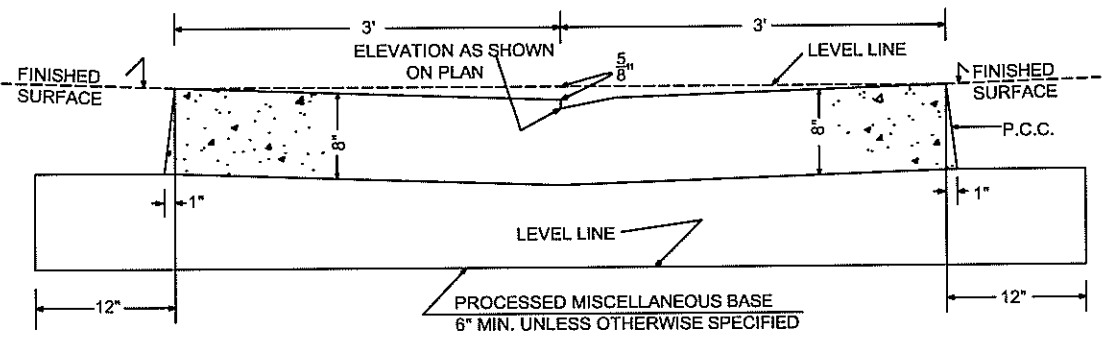 3'
3'
ELEVATION AS SHOWN
ON PLAN
5/8"
LEVEL LINE
FINISHED
SURFACE
FINISHED
SURFACE
8"
8"
P.C.C.
1"
1"
LEVEL LINE
12"
12"
PROCESSED MISCELLANEOUS BASE
6" MIN. UNLESS OTHERWISE SPECIFIED